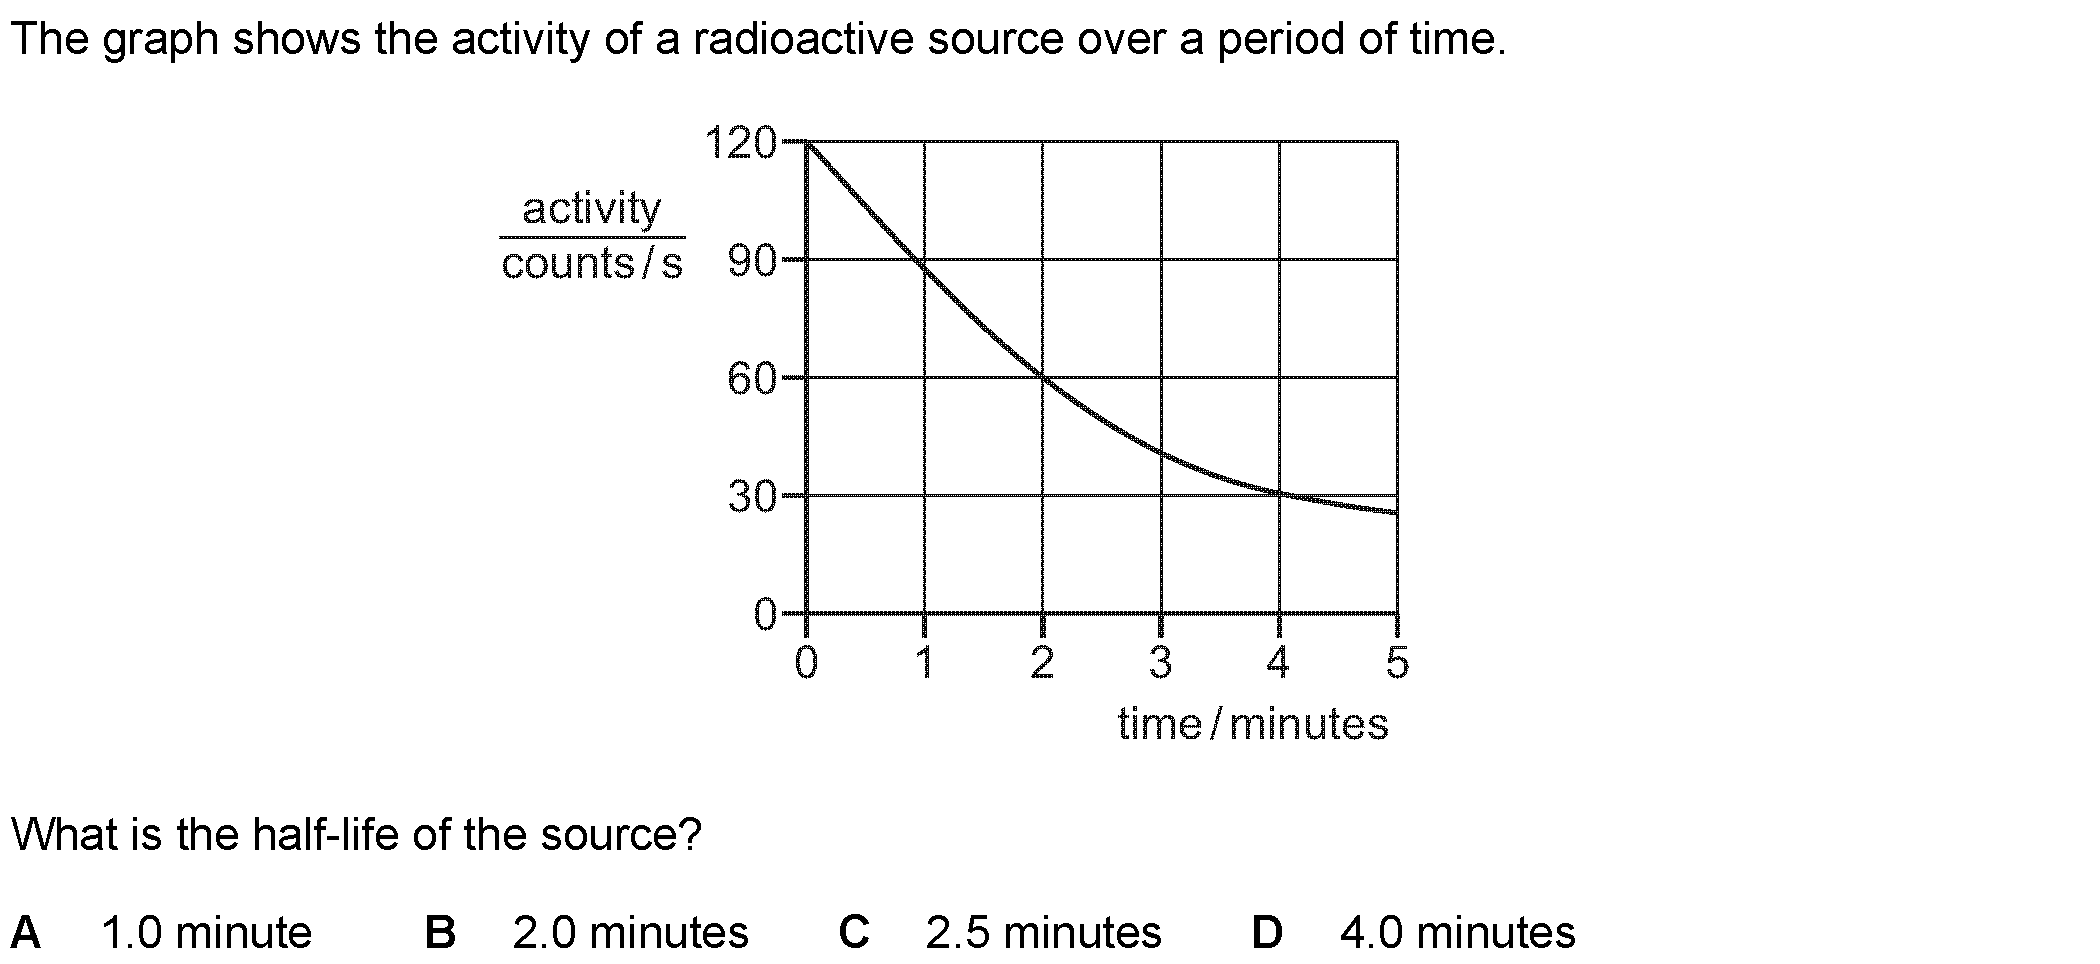 The graph shows the activity of a radioactive source over a period of time.
120
activity
counts / s
90
60
30
0
0 1 2 3 4 5
time / minutes
What is the half-life of the source?
A 1.0 minute B 2.0 minutes C 2.5 minutes D 4.0 minutes